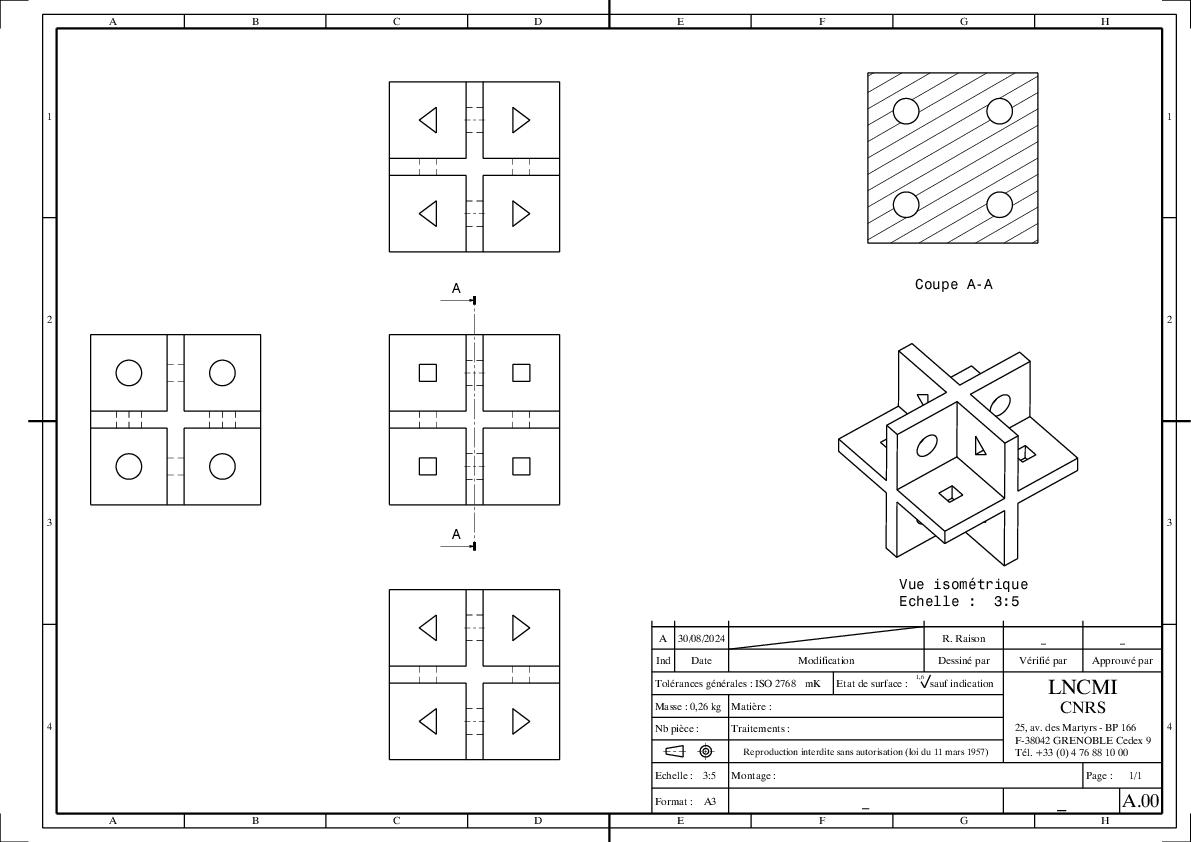 A B C D E F G H
1 1
A
Coupe A-A
2 2
A
3 3
Vue isométrique
Echelle : 3:5
A 30/08/2024 R. Raison _ _
Ind Date Modification Dessiné par Vérifié par Approuvé par
Tolérances générales : ISO 2768 mK Etat de surface : 1,6 sauf indication
LNCMI
CNRS
25, av. des Martyrs - BP 166
F-38042 GRENOBLE Cedex 9
Tél. +33 (0) 4 76 88 10 00
Masse : 0,26 kg Matière :
Nb pièce : Traitements :
Reproduction interdite sans autorisation (loi du 11 mars 1957)
4 4
Echelle : 3:5 Montage : Page : 1/1
Format : A3 _ _ A.00
A B C D E F G H